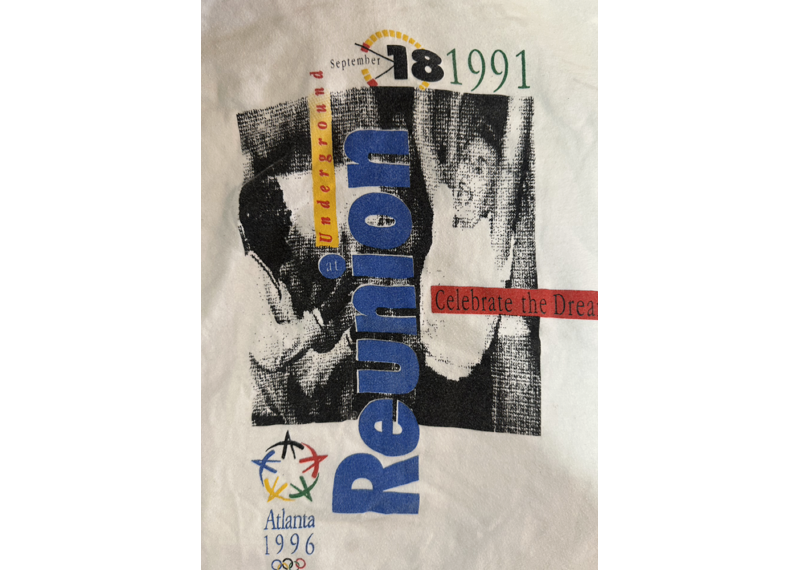 September 18 1991
Reunion
at
Underground
Celebrate the Drea
Atlanta
1996